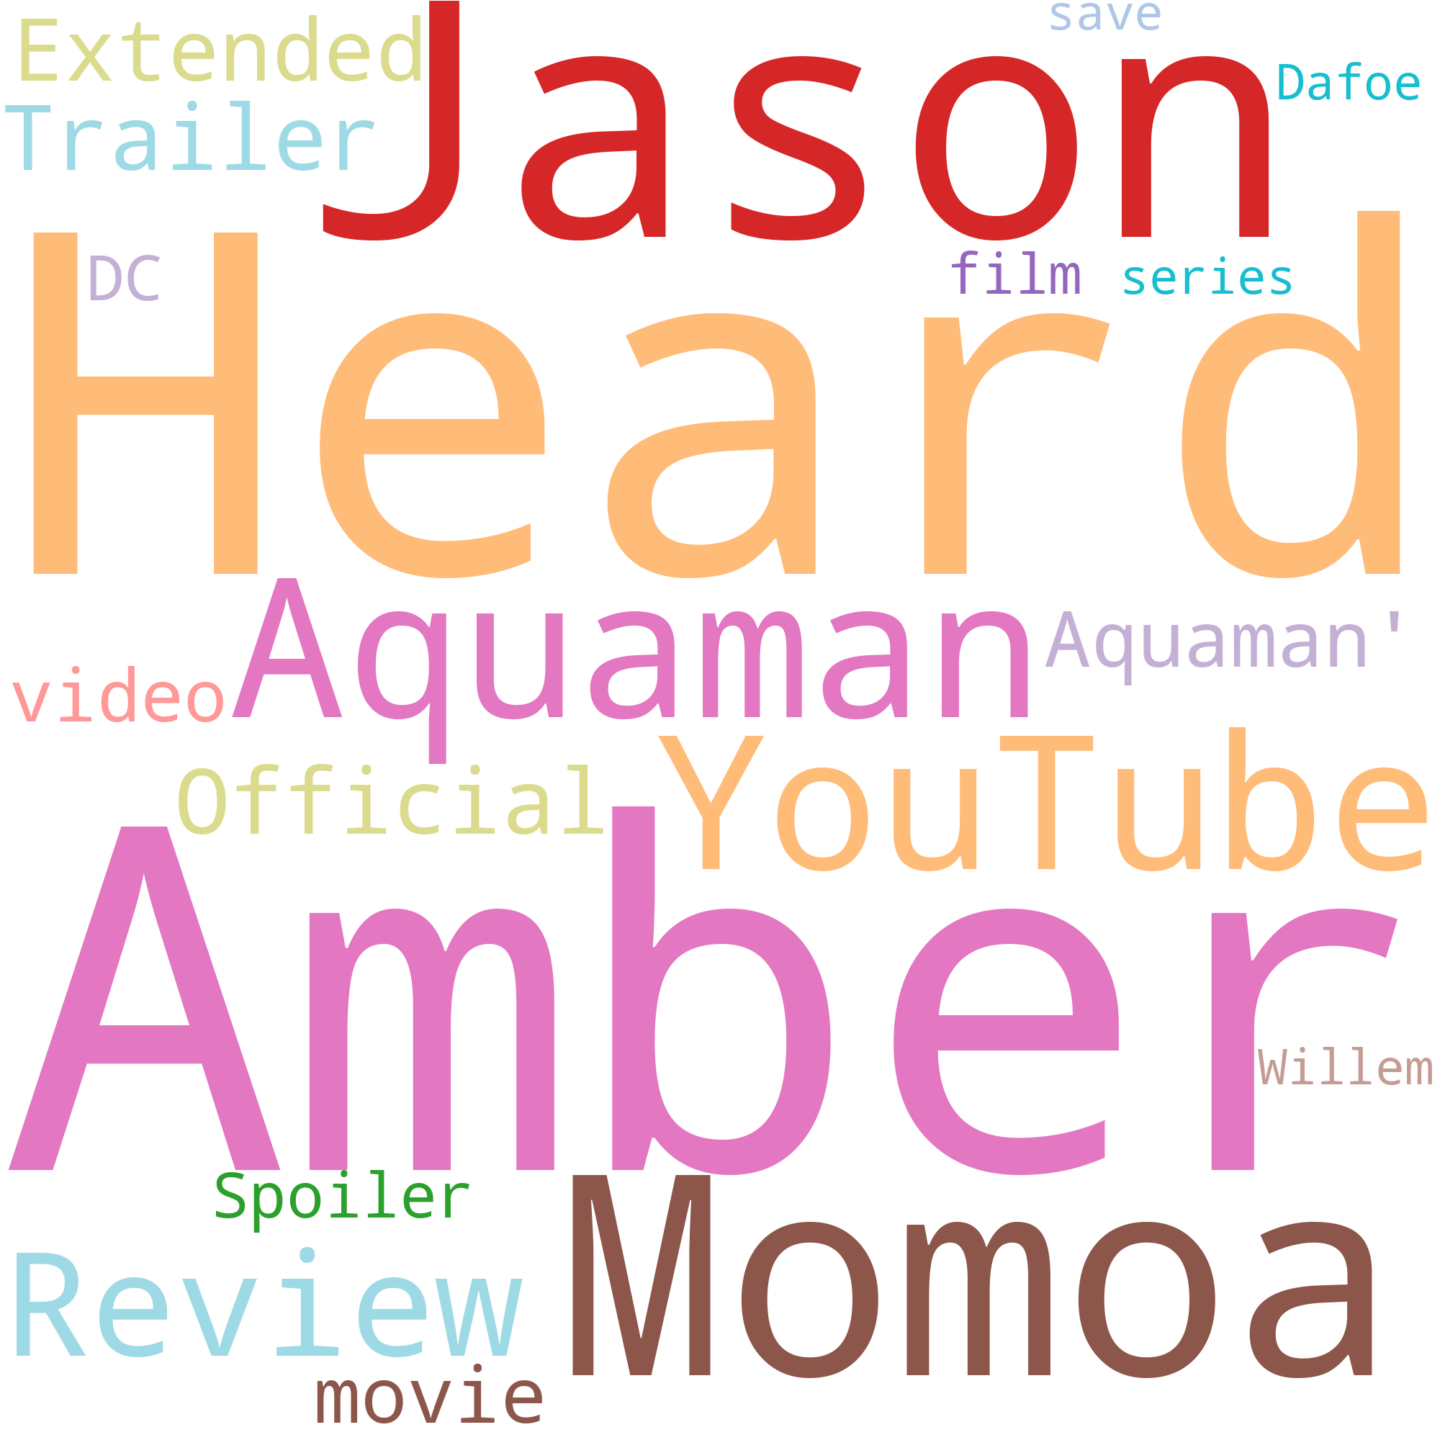 save
Extended
Jason
Dafoe
Trailer
DC
film
series
Heard
Aquaman
Aquaman'
video
YouTube
Official
Amber
Willem
Spoiler
Momoa
Review
movie